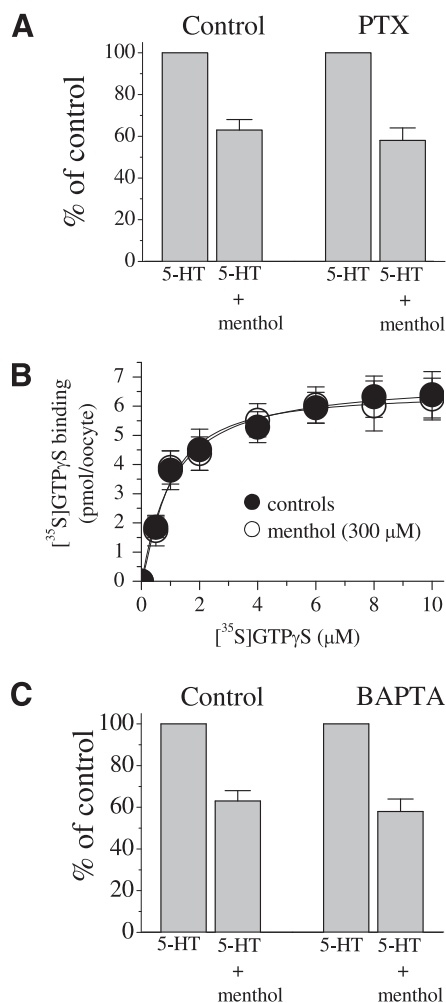 A
Control PTX
% of control
100
80
60
40
20
0
5-HT 5-HT 5-HT 5-HT
+ +
menthol menthol
B
[³⁵S]GTPγS binding
(pmol/oocyte)
7
6
5
4
3
2
1
0
controls
menthol (300 μM)
0 2 4 6 8 10
[³⁵S]GTPγS (μM)
C
Control BAPTA
% of control
100
80
60
40
20
0
5-HT 5-HT 5-HT 5-HT
+ +
menthol menthol